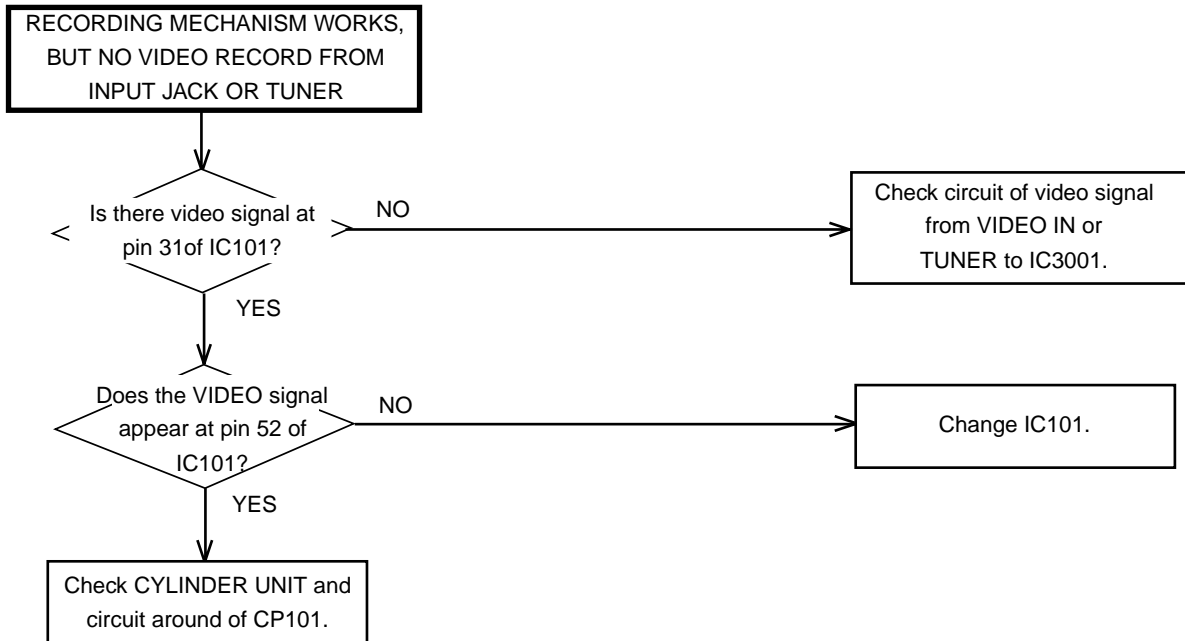 RECORDING MECHANISM WORKS,
BUT NO VIDEO RECORD FROM
INPUT JACK OR TUNER
Is there video signal at
pin 31of IC101?
NO
Check circuit of video signal
from VIDEO IN or
TUNER to IC3001.
YES
Does the VIDEO signal
appear at pin 52 of
IC101?
NO
Change IC101.
YES
Check CYLINDER UNIT and
circuit around of CP101.